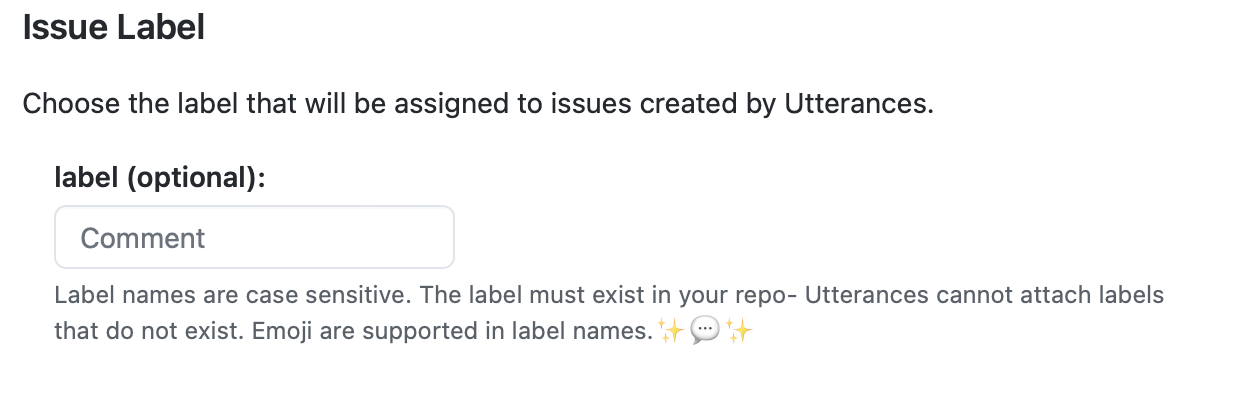 Issue Label
Choose the label that will be assigned to issues created by Utterances.
label (optional):
Comment
Label names are case sensitive. The label must exist in your repo- Utterances cannot attach labels
that do not exist. Emoji are supported in label names.✨💬✨